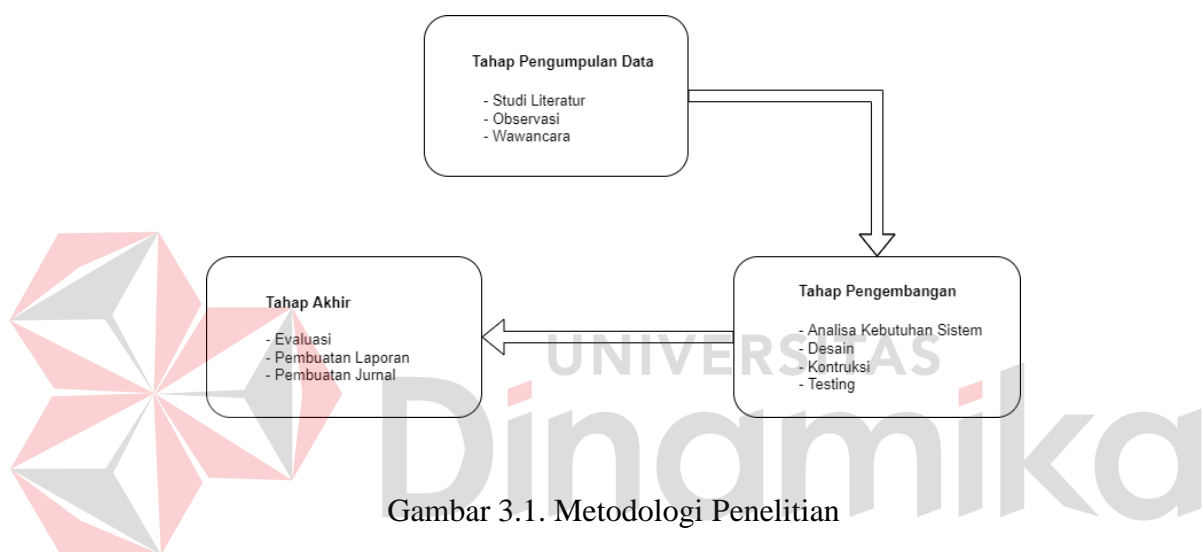 Tahap Pengumpulan Data
- Studi Literatur
- Observasi
- Wawancara
Tahap Pengembangan
- Analisa Kebutuhan Sistem
- Desain
- Kontruksi
- Testing
Tahap Akhir
- Evaluasi
- Pembuatan Laporan
- Pembuatan Jurnal
UNIVERSITAS
Dinamika
Gambar 3.1. Metodologi Penelitian